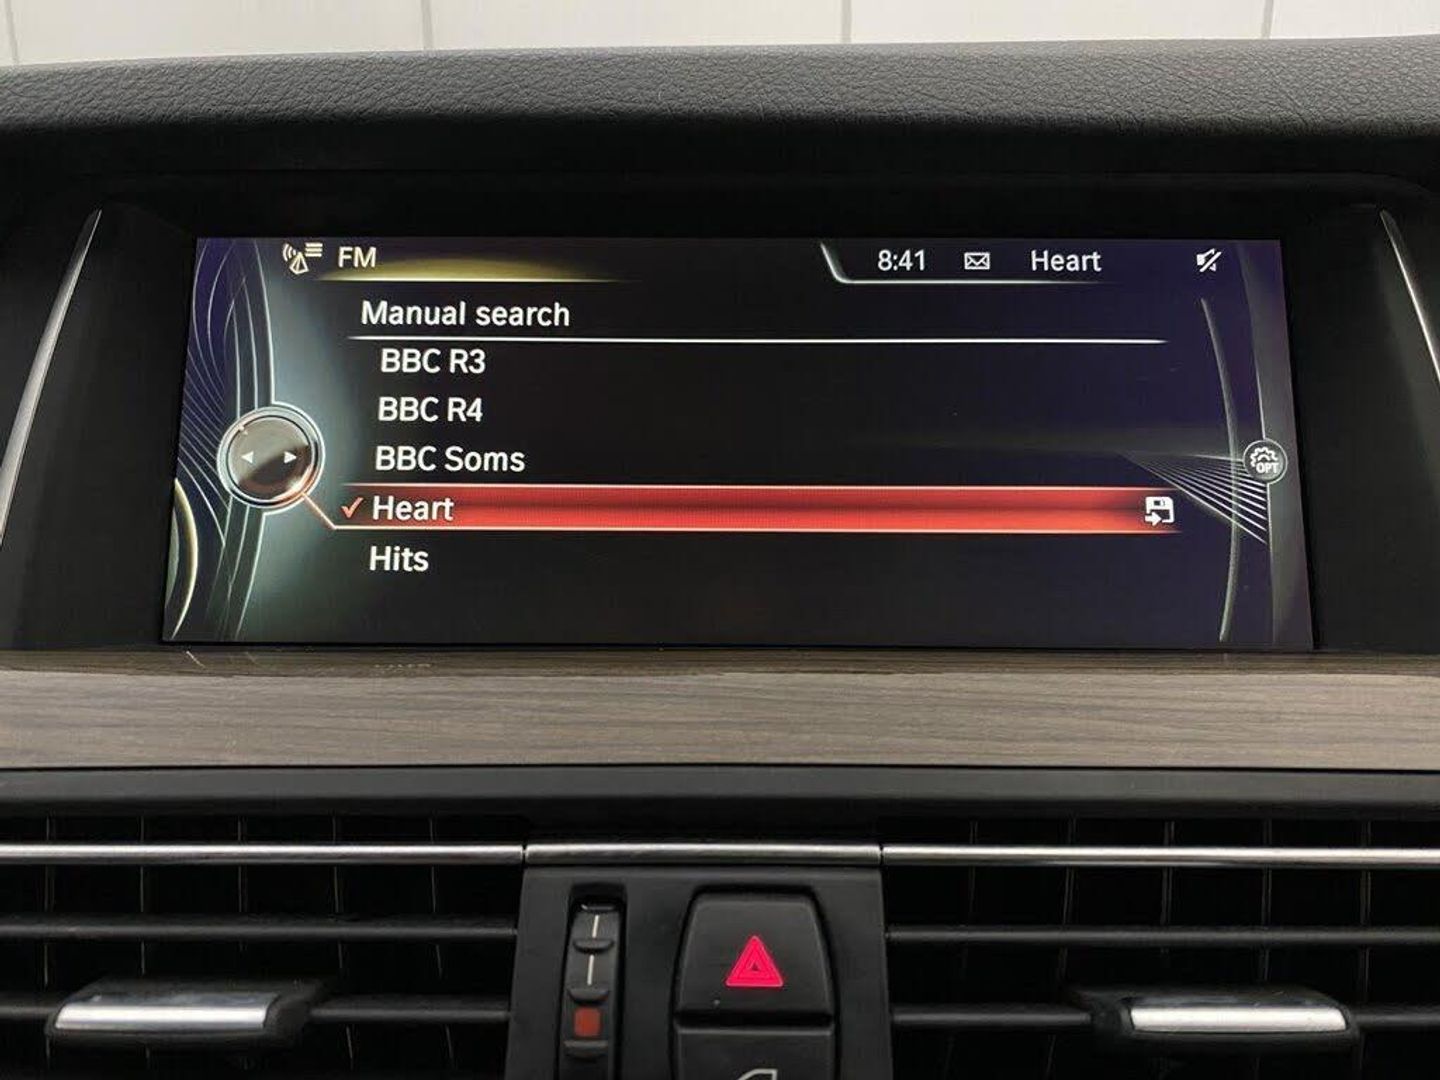 FM
8:41 Heart
Manual search
BBC R3
BBC R4
BBC Soms
✓ Heart
Hits
OPT